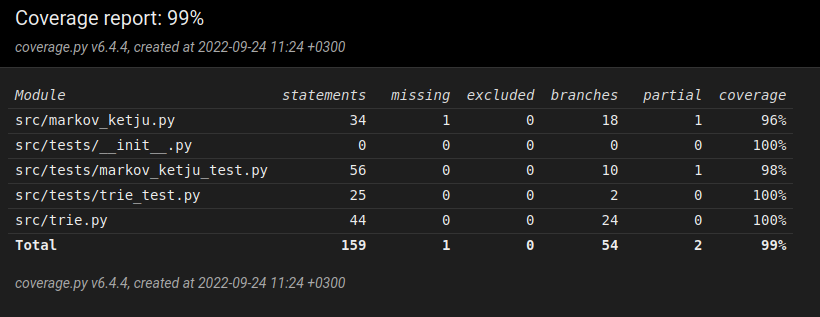 Coverage report: 99%
coverage.py v6.4.4, created at 2022-09-24 11:24 +0300
Module statements missing excluded branches partial coverage
src/markov_ketju.py 34 1 0 18 1 96%
src/tests/__init__.py 0 0 0 0 0 100%
src/tests/markov_ketju_test.py 56 0 0 10 1 98%
src/tests/trie_test.py 25 0 0 2 0 100%
src/trie.py 44 0 0 24 0 100%
Total 159 1 0 54 2 99%
coverage.py v6.4.4, created at 2022-09-24 11:24 +0300